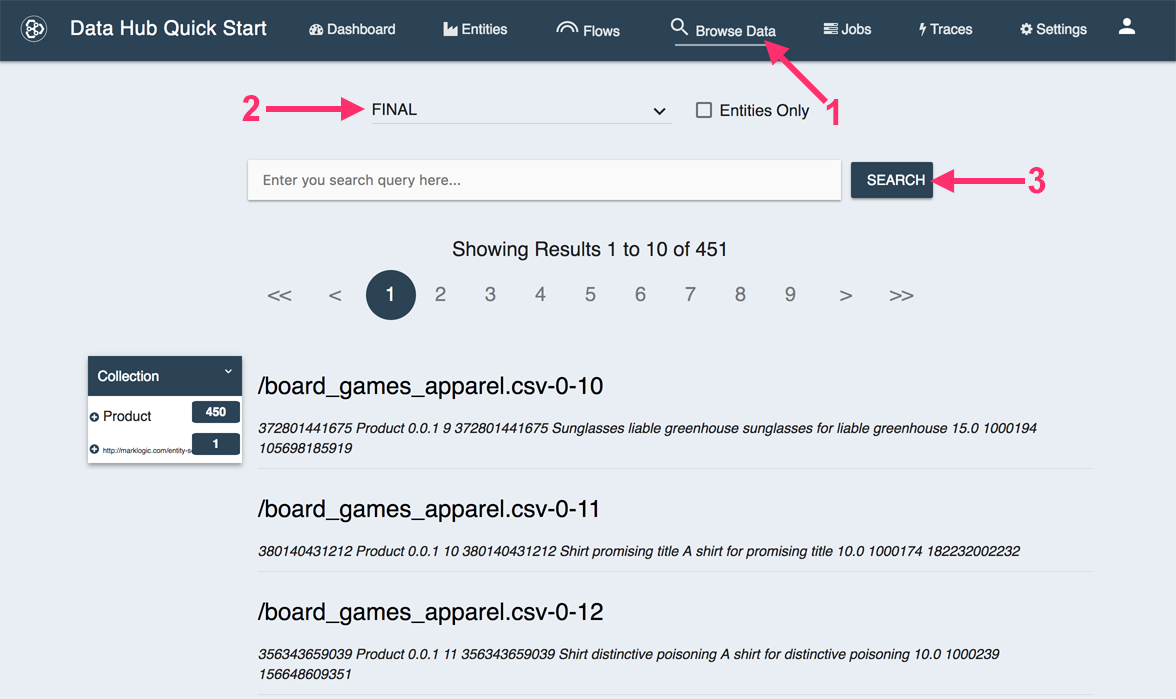 Data Hub Quick Start Dashboard Entities Flows Browse Data Jobs Traces Settings
1
2 FINAL Entities Only
Enter you search query here... SEARCH 3
Showing Results 1 to 10 of 451
<< < 1 2 3 4 5 6 7 8 9 > >>
Collection
Product 450
http://marklogic.com/entity-s 1
/board_games_apparel.csv-0-10
372801441675 Product 0.0.1 9 372801441675 Sunglasses liable greenhouse sunglasses for liable greenhouse 15.0 1000194
105698185919
/board_games_apparel.csv-0-11
380140431212 Product 0.0.1 10 380140431212 Shirt promising title A shirt for promising title 10.0 1000174 182232002232
/board_games_apparel.csv-0-12
356343659039 Product 0.0.1 11 356343659039 Shirt distinctive poisoning A shirt for distinctive poisoning 10.0 1000239
156648609351